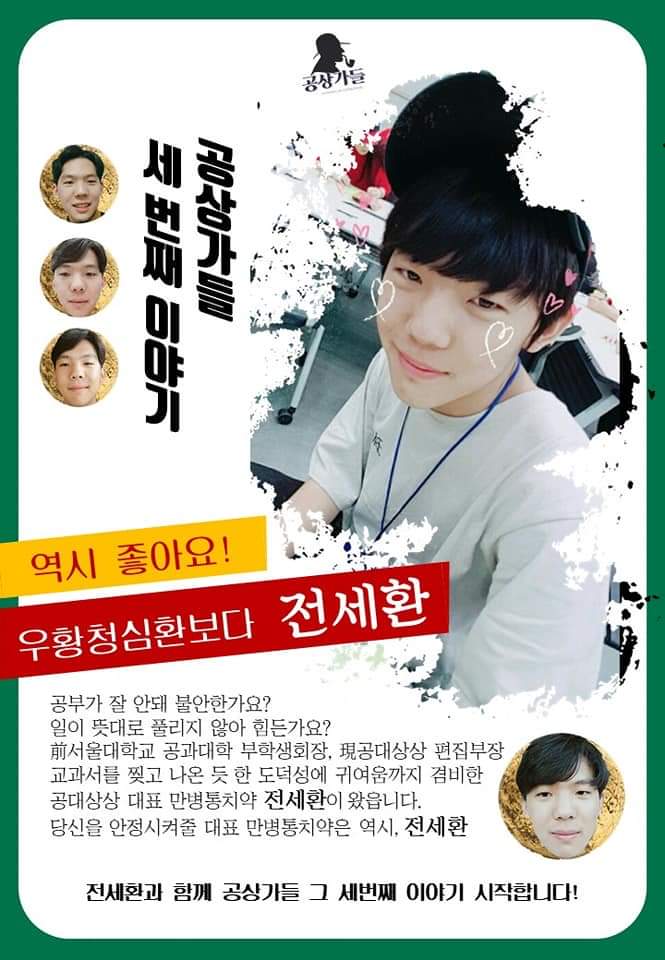 공상가들
공상가들
세 번째 이야기
역시 좋아요!
우황청심환보다 전세환
공부가 잘 안돼 불안한가요?
일이 뜻대로 풀리지 않아 힘든가요?
前서울대학교 공과대학 부학생회장, 現공대상상 편집부장
교과서를 찢고 나온 듯 한 도덕성에 귀여움까지 겸비한
공대상상 대표 만병통치약 전세환이 왔읍니다.
당신을 안정시켜줄 대표 만병통치약은 역시, 전세환
전세환과 함께 공상가들 그 세번째 이야기 시작합니다!